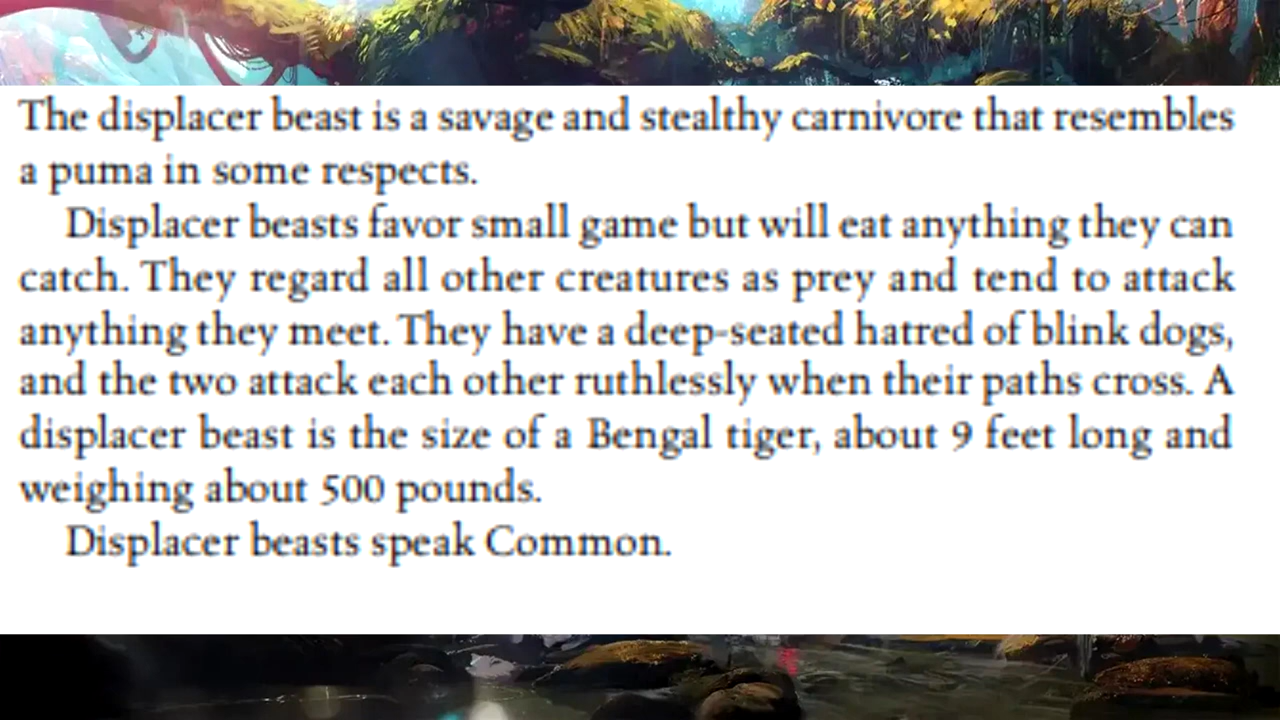 The displacer beast is a savage and stealthy carnivore that resembles
a puma in some respects.
Displacer beasts favor small game but will eat anything they can
catch. They regard all other creatures as prey and tend to attack
anything they meet. They have a deep-seated hatred of blink dogs,
and the two attack each other ruthlessly when their paths cross. A
displacer beast is the size of a Bengal tiger, about 9 feet long and
weighing about 500 pounds.
Displacer beasts speak Common.